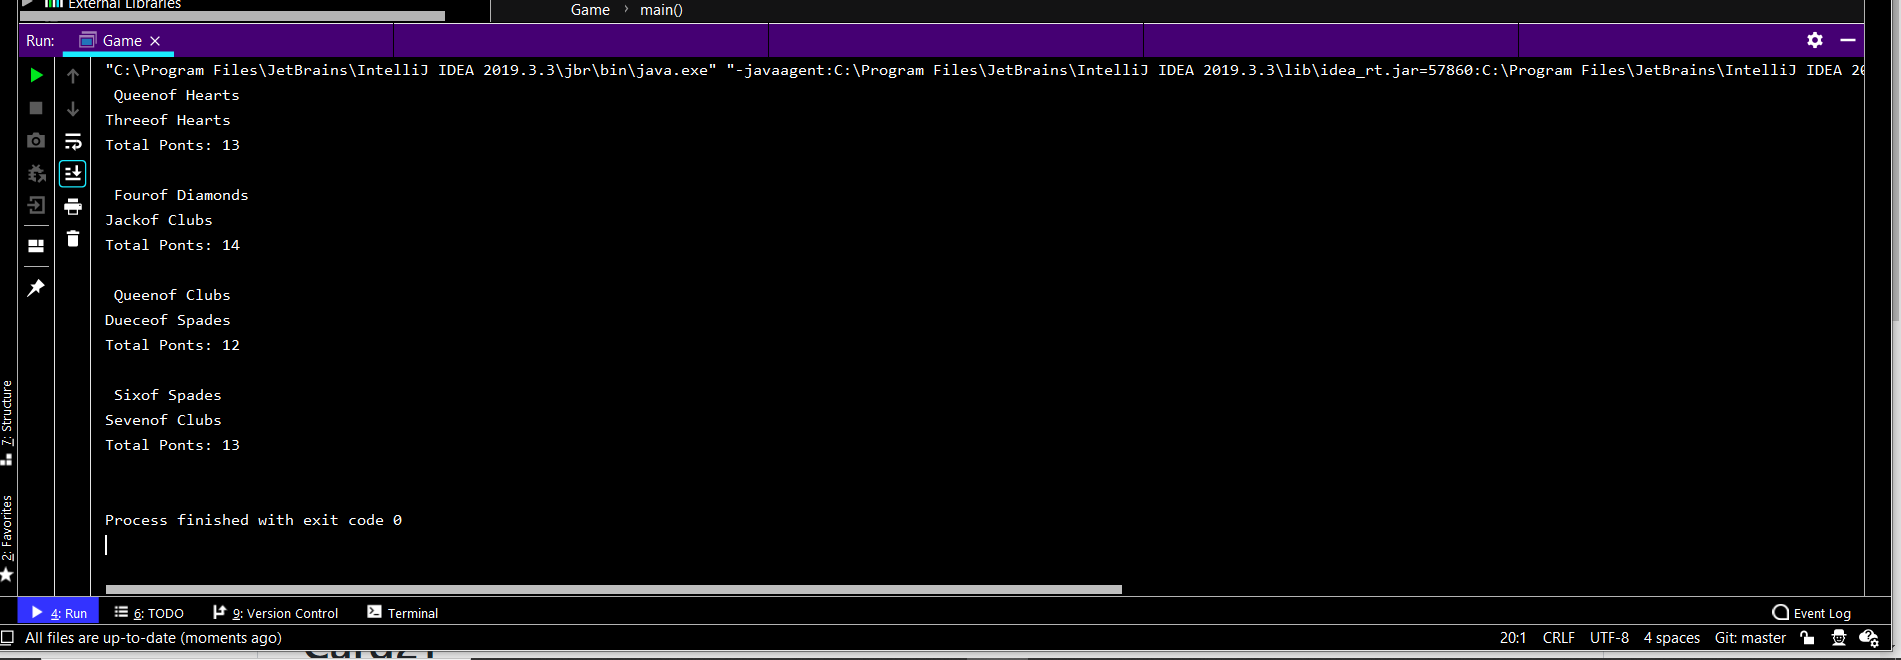 External Libraries
Game › main()
Run: Game ×
"C:\Program Files\JetBrains\IntelliJ IDEA 2019.3.3\jbr\bin\java.exe" "-javaagent:C:\Program Files\JetBrains\IntelliJ IDEA 2019.3.3\lib\idea_rt.jar=57860:C:\Program Files\JetBrains\IntelliJ IDEA 20
Queenof Hearts
Threeof Hearts
Total Ponts: 13
Fourof Diamonds
Jackof Clubs
Total Ponts: 14
Queenof Clubs
Dueceof Spades
Total Ponts: 12
Sixof Spades
Sevenof Clubs
Total Ponts: 13
Process finished with exit code 0
7: Structure
2: Favorites
4: Run 6: TODO 9: Version Control Terminal Event Log
All files are up-to-date (moments ago) 20:1 CRLF UTF-8 4 spaces Git: master